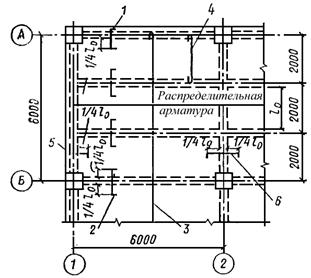 1
4
А
1/4 l₀
2000
6000
Распределительная
арматура
l₀
2000
1/4 l₀
5
1/4 l₀
1/4 l₀
1/4 l₀
2000
Б
1/4 l₀
6
2
6000
3
1
2